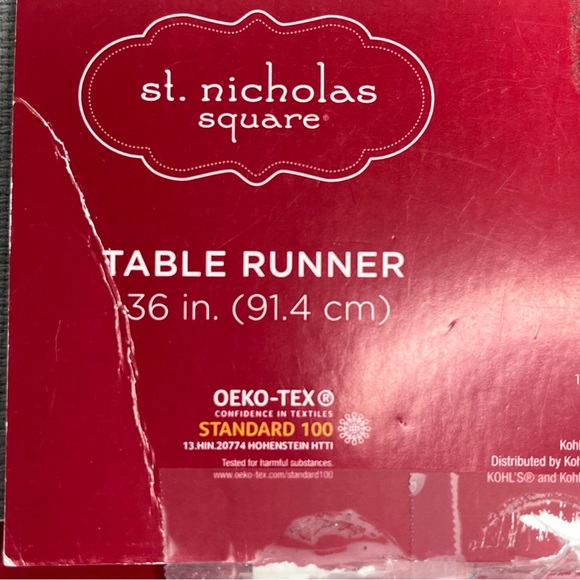 st. nicholas
square®
TABLE RUNNER
36 in. (91.4 cm)
OEKO-TEX®
CONFIDENCE IN TEXTILES
STANDARD 100
13.HIN.20774 HOHENSTEIN HTTI
Tested for harmful substances.
www.oeko-tex.com/standard100
1
Kohl
Distributed by Koh
KOHL'S® and Kohl